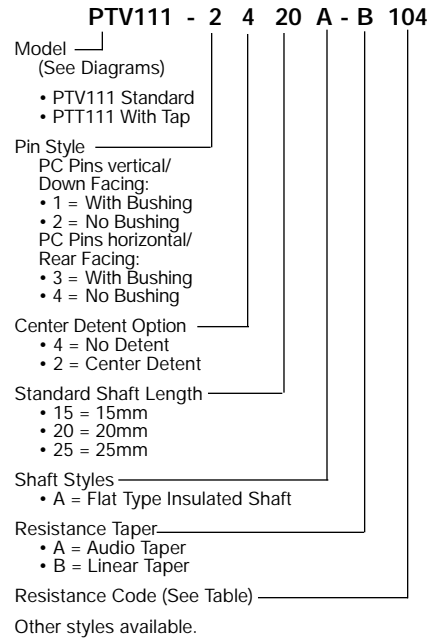 PTV111 - 2 4 20 A - B 104
Model
(See Diagrams)
• PTV111 Standard
• PTT111 With Tap
Pin Style
PC Pins vertical/
Down Facing:
• 1 = With Bushing
• 2 = No Bushing
PC Pins horizontal/
Rear Facing:
• 3 = With Bushing
• 4 = No Bushing
Center Detent Option
• 4 = No Detent
• 2 = Center Detent
Standard Shaft Length
• 15 = 15mm
• 20 = 20mm
• 25 = 25mm
Shaft Styles
• A = Flat Type Insulated Shaft
Resistance Taper
• A = Audio Taper
• B = Linear Taper
Resistance Code (See Table)
Other styles available.